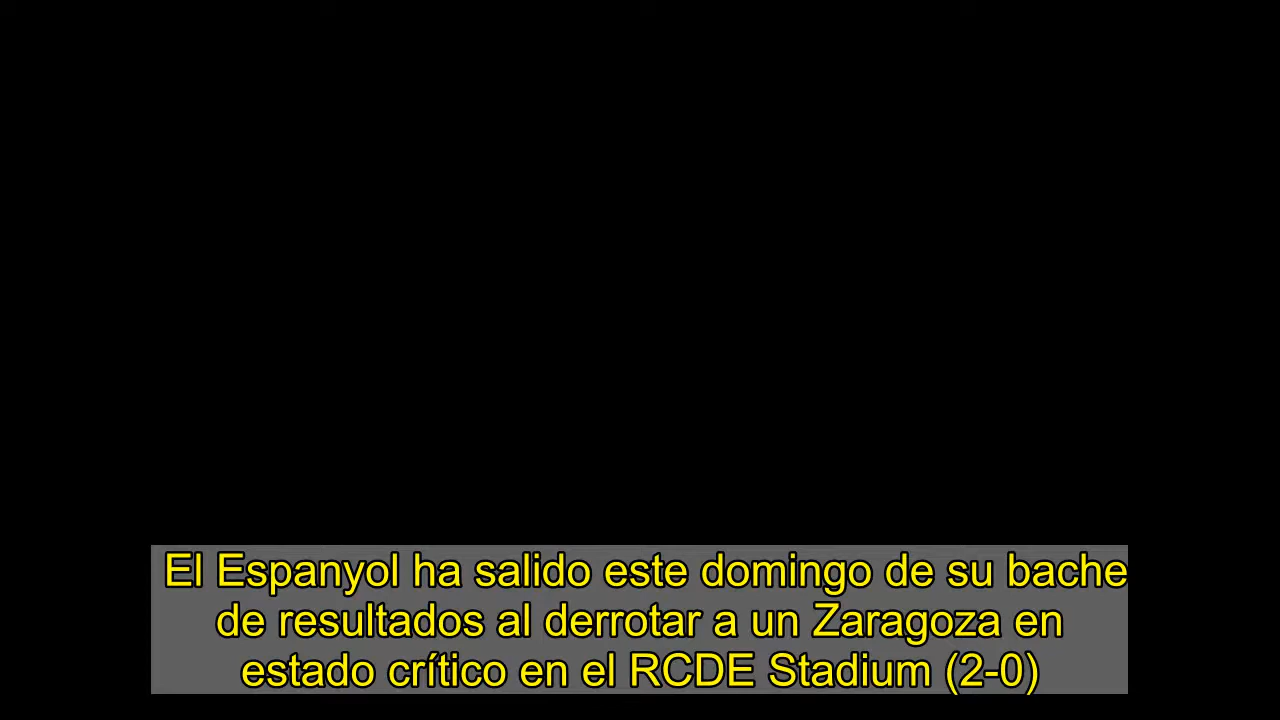 El Espanyol ha salido este domingo de su bache
de resultados al derrotar a un Zaragoza en
estado crítico en el RCDE Stadium (2-0)